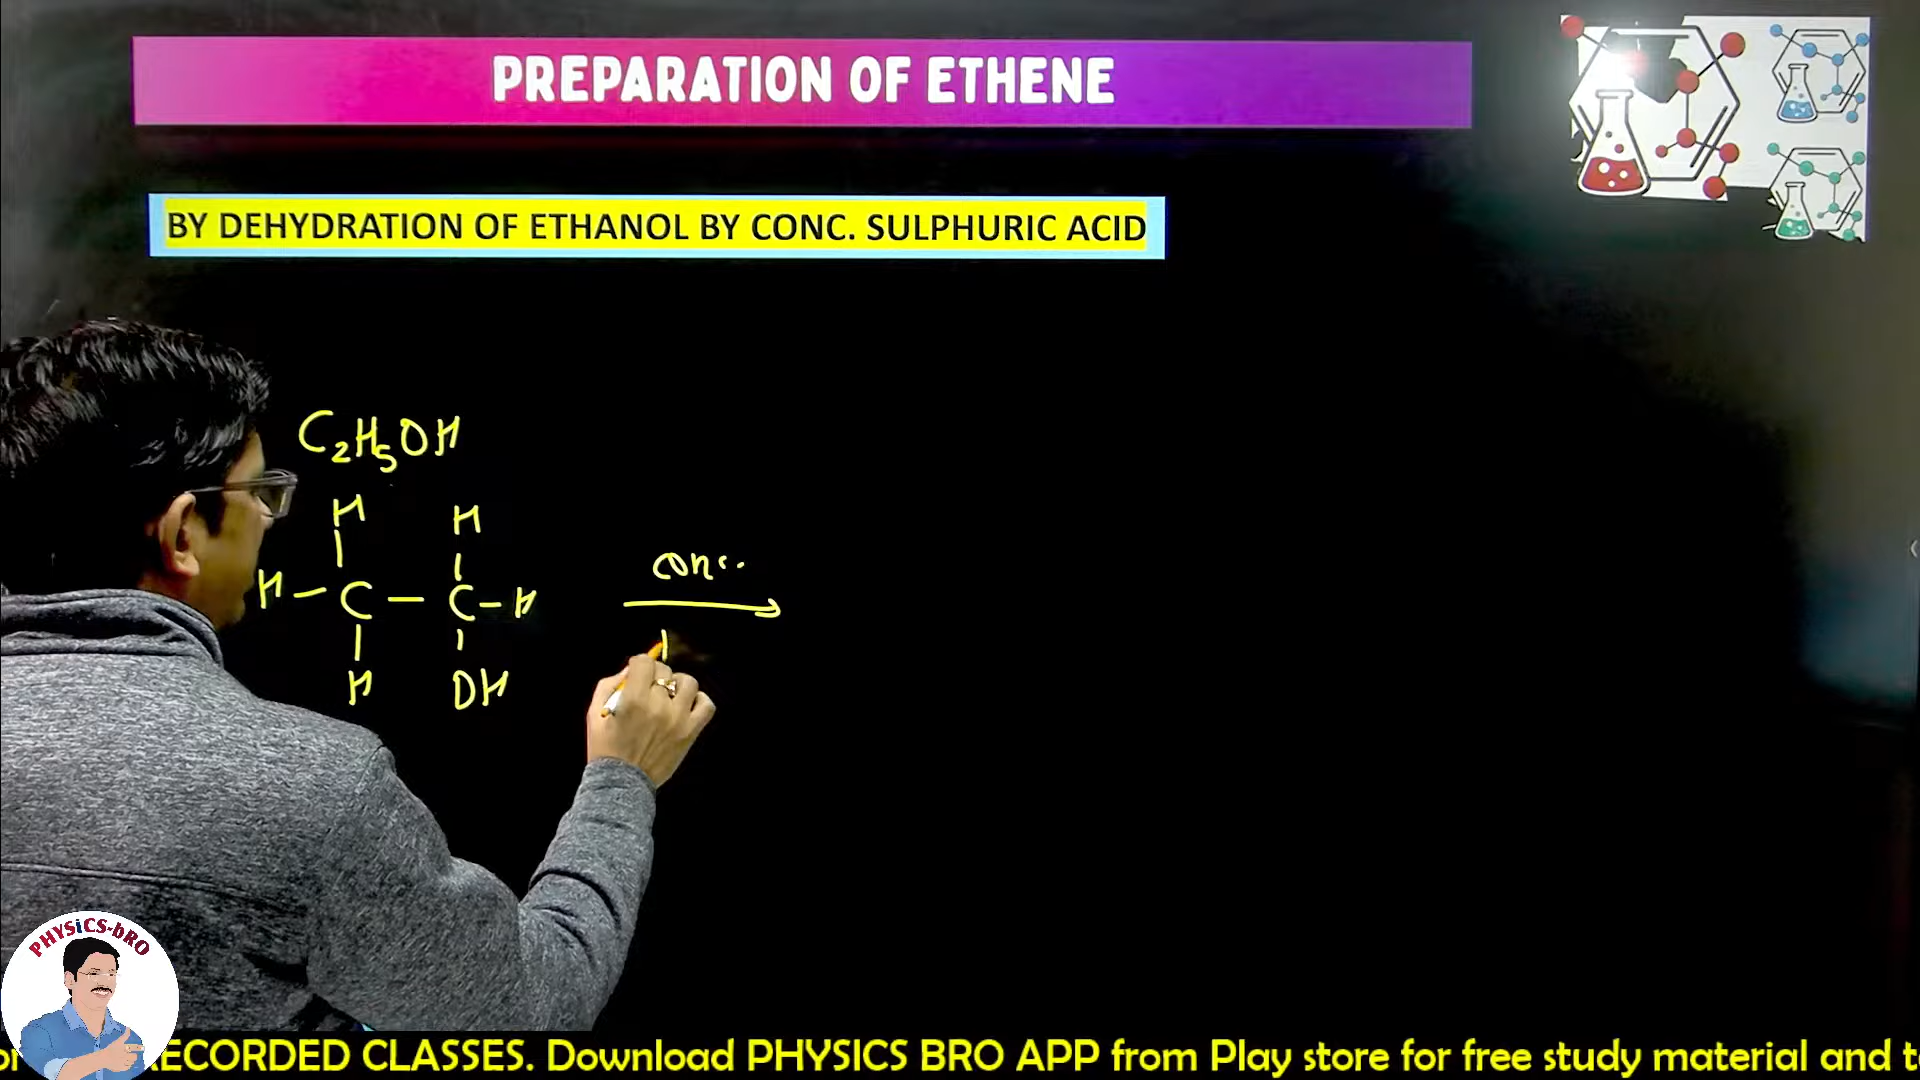 PREPARATION OF ETHENE
BY DEHYDRATION OF ETHANOL BY CONC. SULPHURIC ACID
C₂H₅OH
H H
H – C – C – H
H OH
conc.
PHYSiCS-bRO
RECORDED CLASSES. Download PHYSICS BRO APP from Play store for free study material and